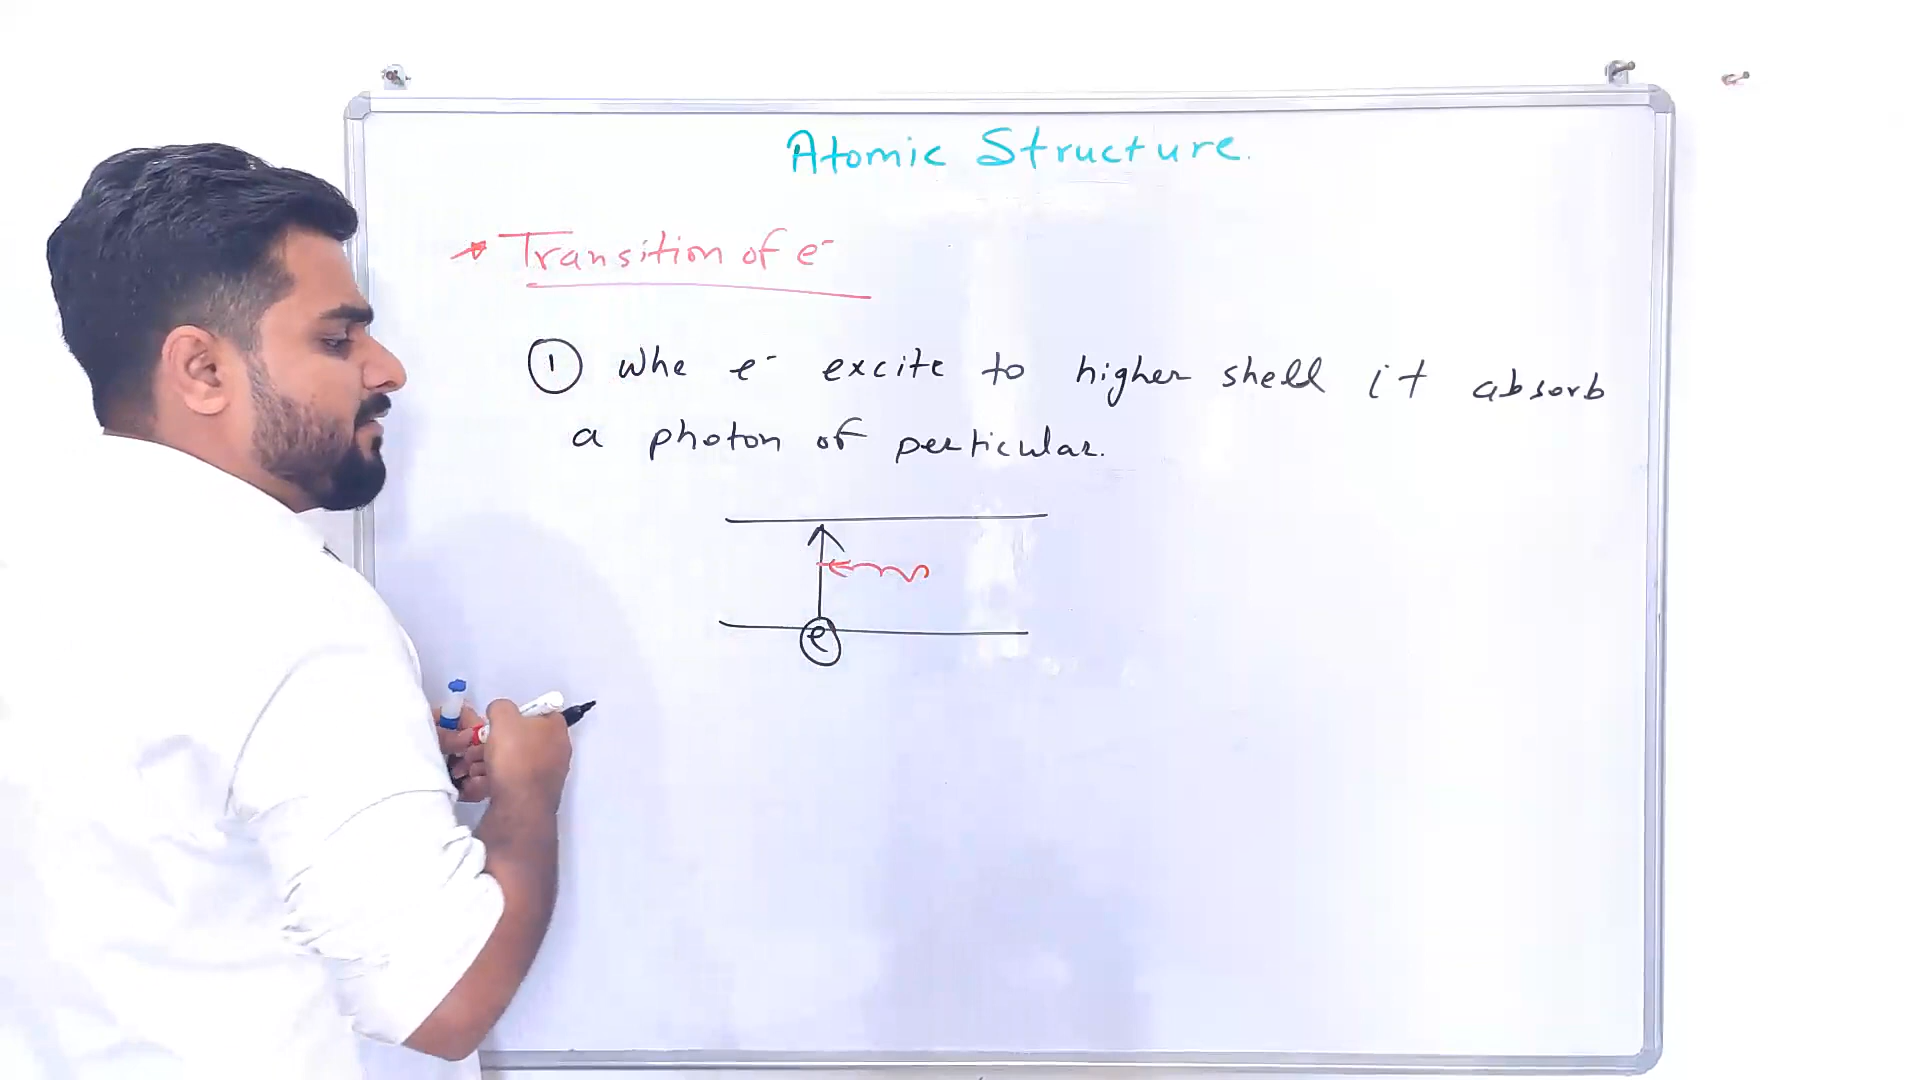 Atomic Structure.
* Transition of e-
① Whe e- excite to higher shell it absorb
a photon of perticular.
e